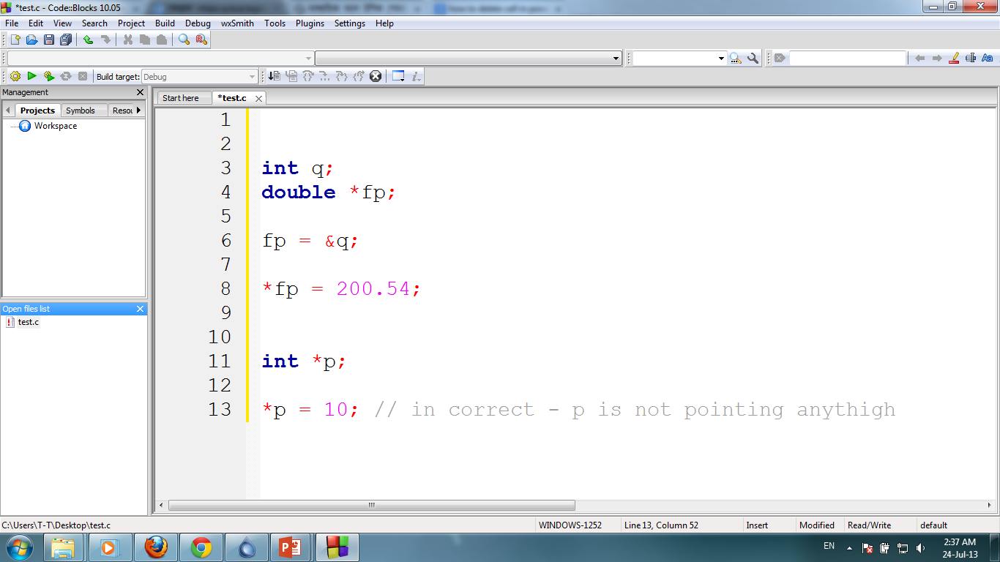 *test.c - Code::Blocks 10.05
File Edit View Search Project Build Debug wxSmith Tools Plugins Settings Help
Build target: Debug
Management
Start here *test.c
Projects Symbols Resou
Workspace
1
2
3 int q;
4 double *fp;
5
6 fp = &q;
7
8 *fp = 200.54;
9
10
11 int *p;
12
13 *p = 10; // in correct - p is not pointing anythigh
Open files list
test.c
C:\Users\T-T\Desktop\test.c WINDOWS-1252 Line 13, Column 52 Insert Modified Read/Write default
EN 2:37 AM
24-Jul-13